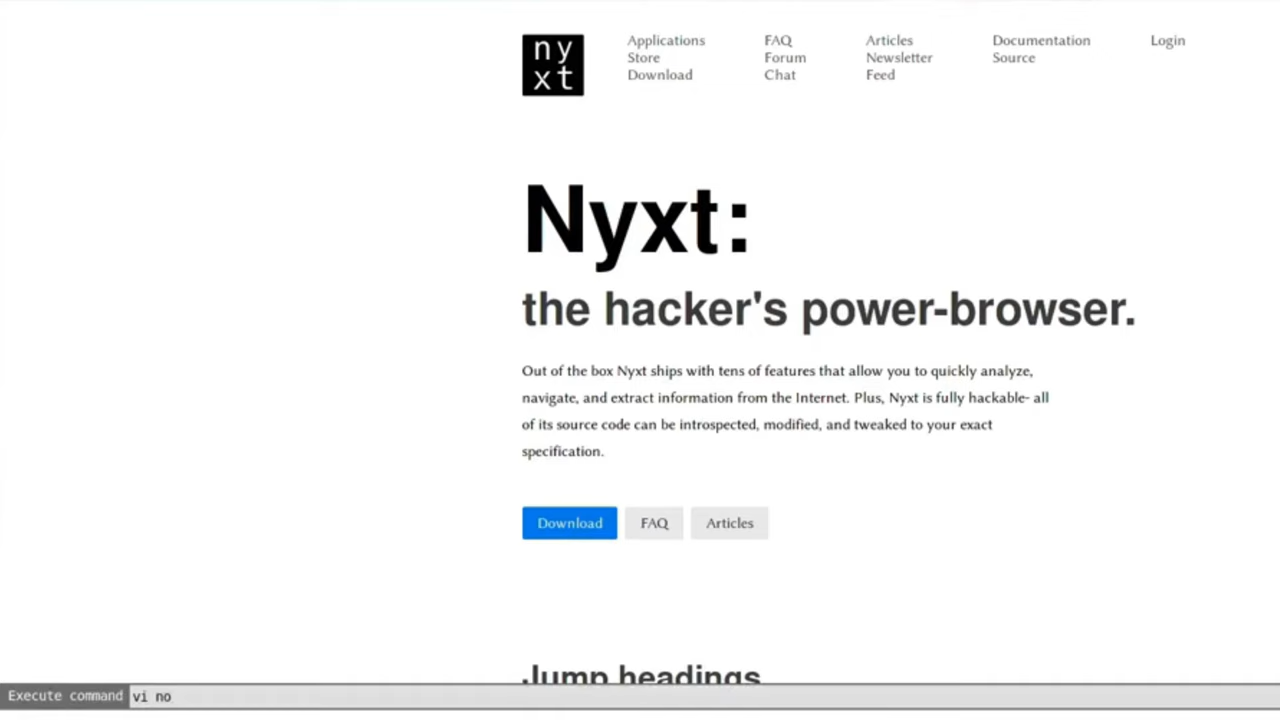 ny
xt
Applications
Store
Download
FAQ
Forum
Chat
Articles
Newsletter
Feed
Documentation
Source
Login
Nyxt:
the hacker's power-browser.
Out of the box Nyxt ships with tens of features that allow you to quickly analyze,
navigate, and extract information from the Internet. Plus, Nyxt is fully hackable- all
of its source code can be introspected, modified, and tweaked to your exact
specification.
Download FAQ Articles
Jump headings
Execute command vi no